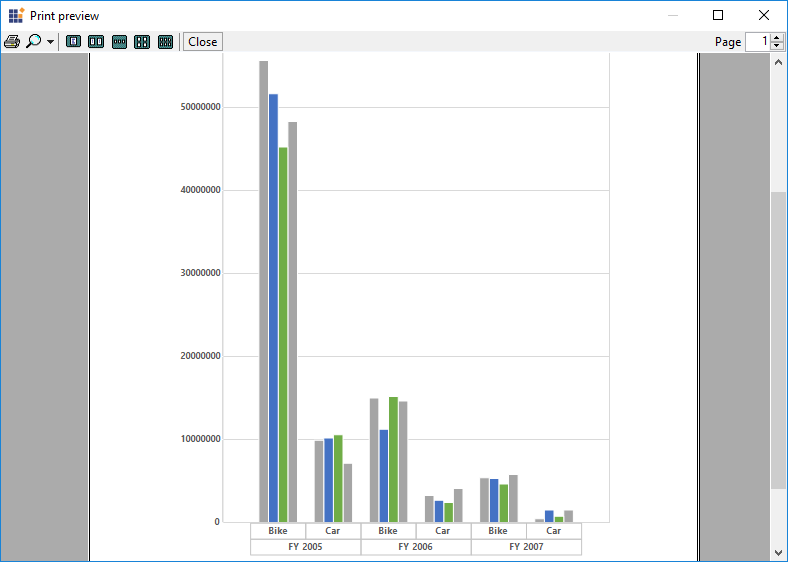 Print preview
Close
Page 1
50000000
40000000
30000000
20000000
10000000
0
Bike Car Bike Car Bike Car
FY 2005 FY 2006 FY 2007